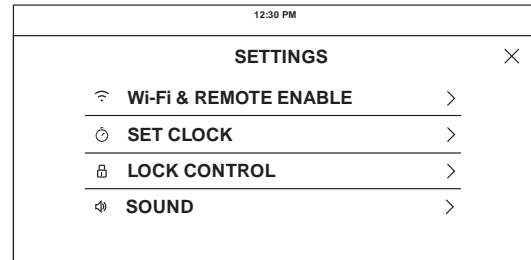 12:30 PM
SETTINGS
Wi-Fi & REMOTE ENABLE
SET CLOCK
LOCK CONTROL
SOUND